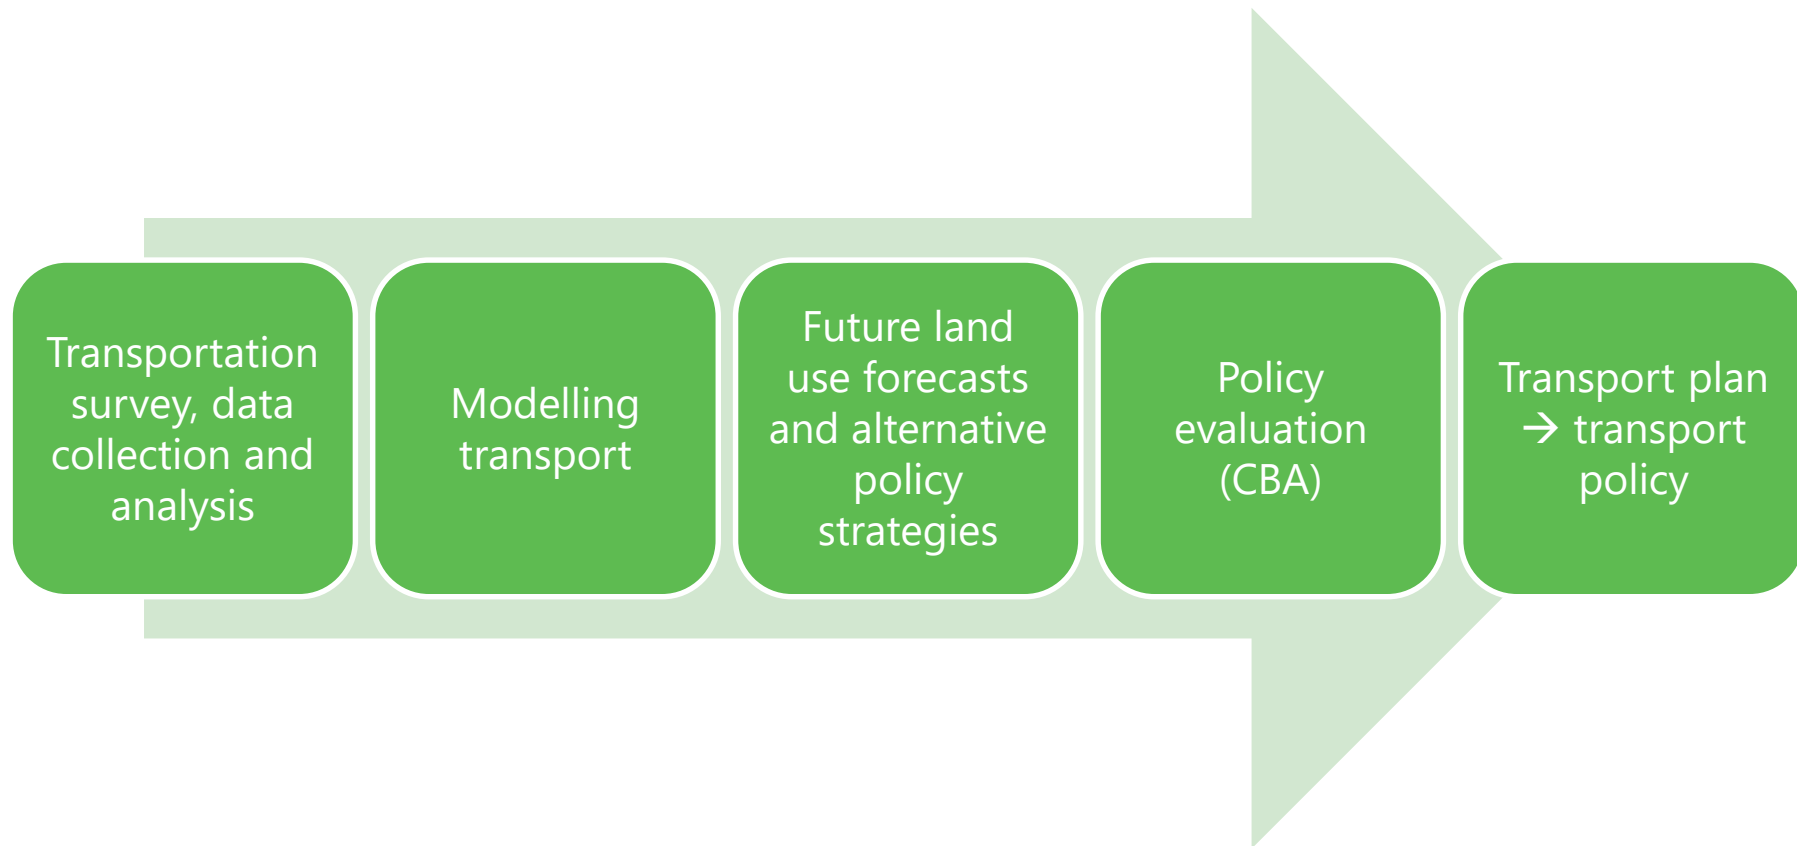 Transportation
survey, data
collection and
analysis
Modelling
transport
Future land
use forecasts
and alternative
policy
strategies
Policy
evaluation
(CBA)
Transport plan
→ transport
policy